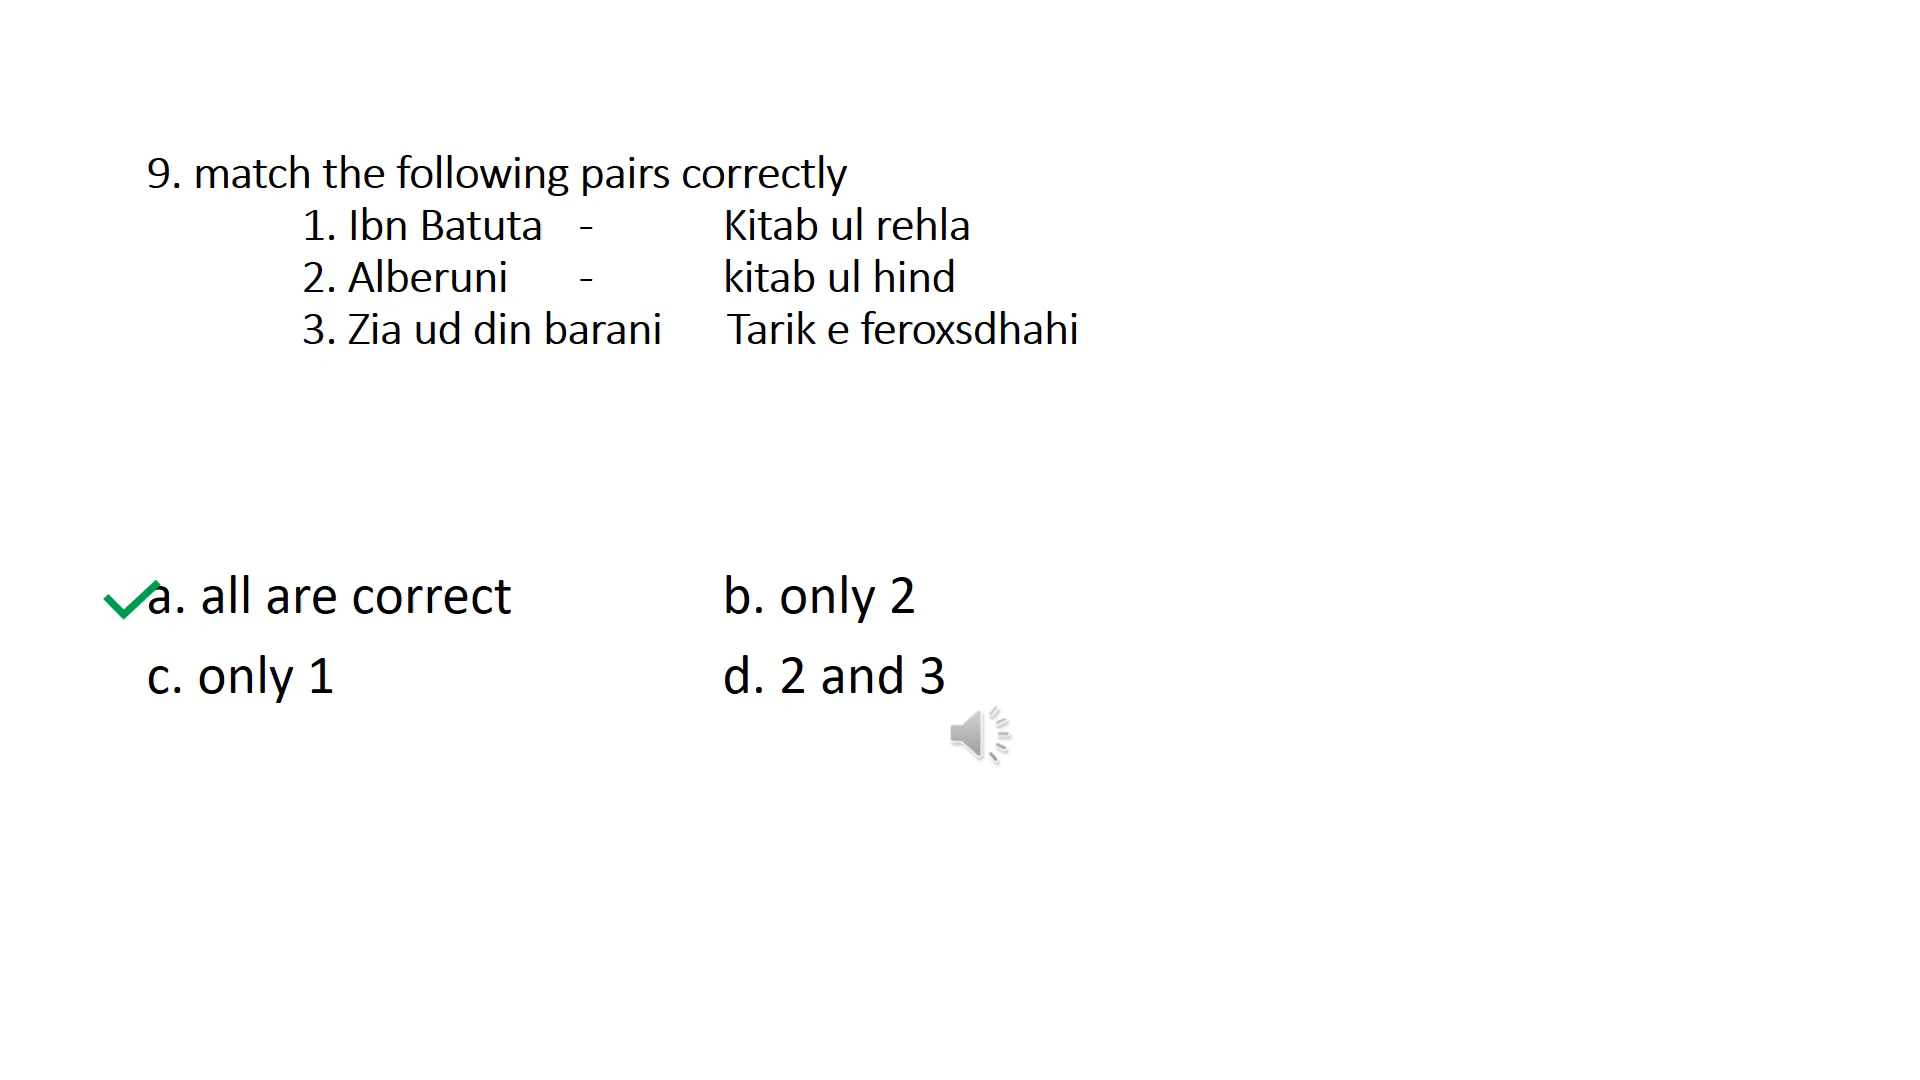 9. match the following pairs correctly
1. Ibn Batuta - Kitab ul rehla
2. Alberuni - kitab ul hind
3. Zia ud din barani Tarik e feroxsdhahi
a. all are correct b. only 2
c. only 1 d. 2 and 3